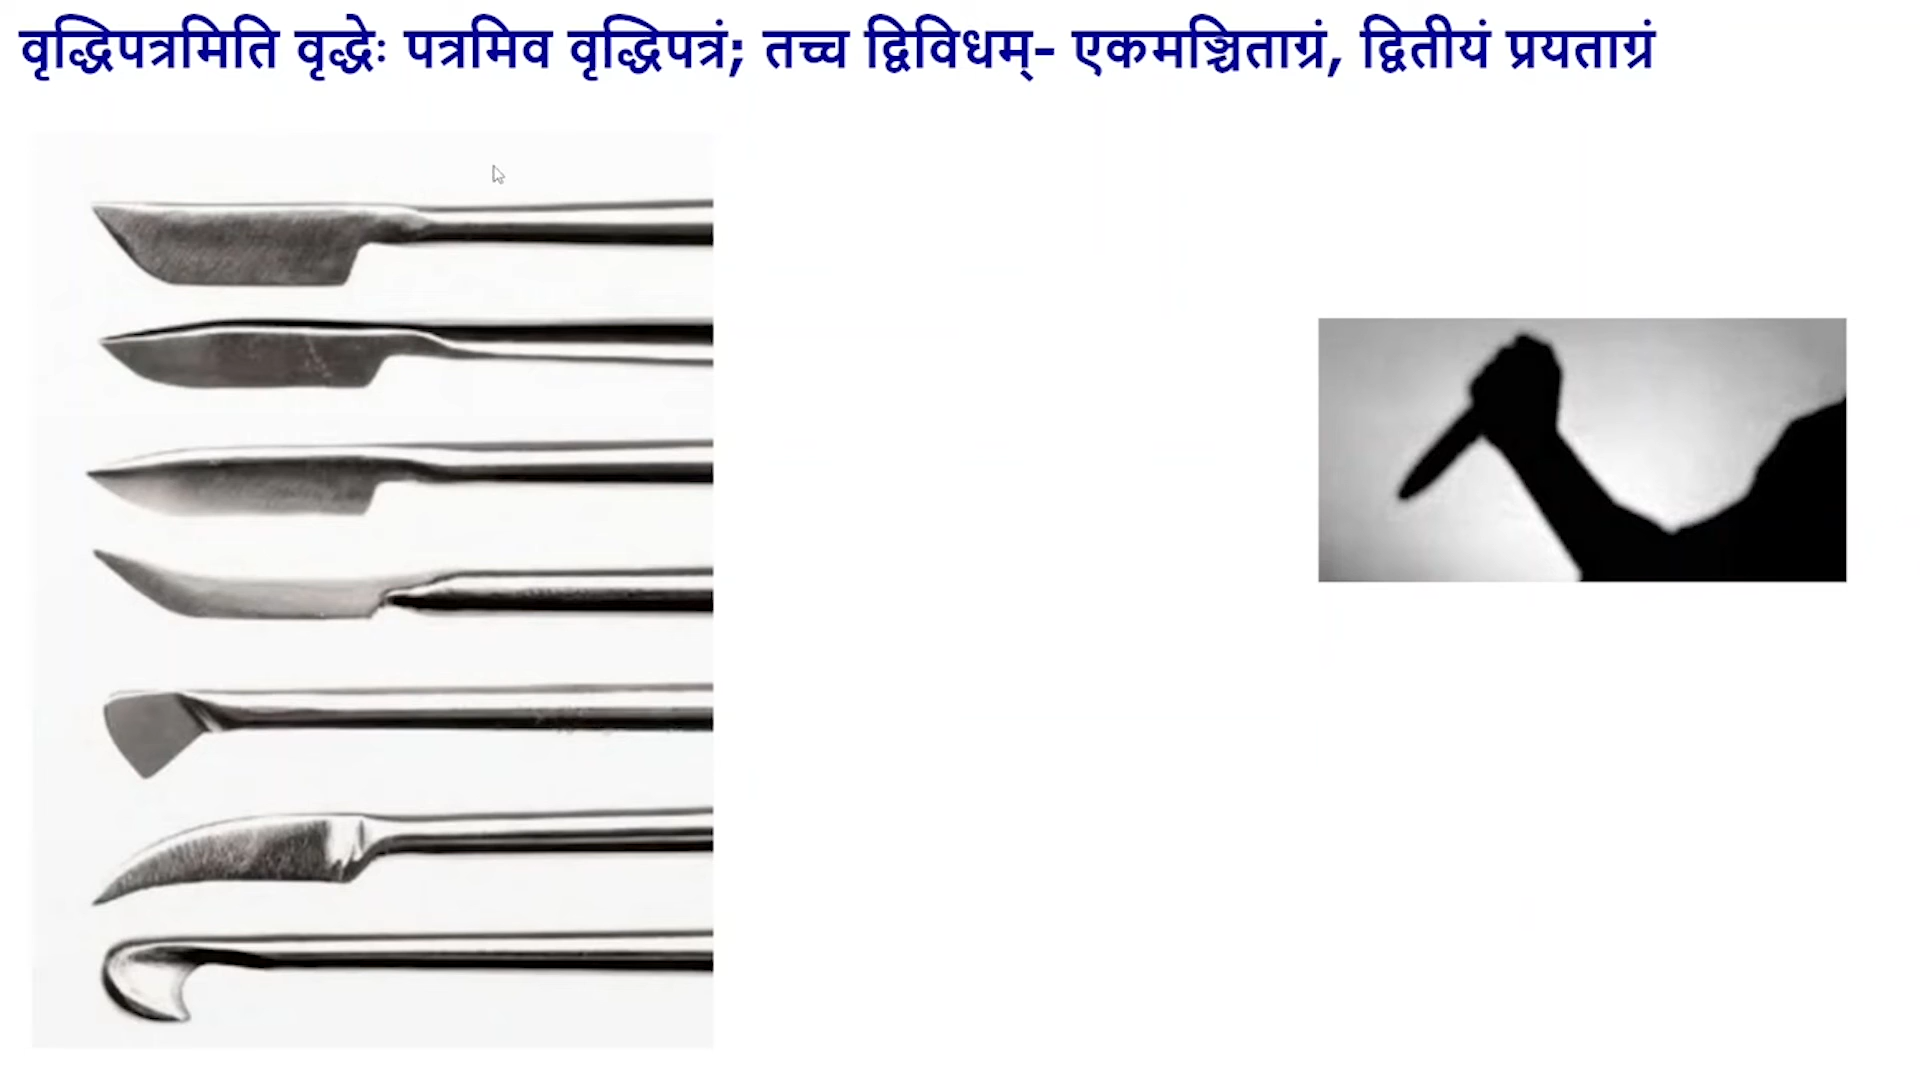 वृद्धिपत्रमिति वृद्धेः पत्रमिव वृद्धिपत्रं; तच्च द्विविधम्- एकमञ्चिताग्रं, द्वितीयं प्रयताग्रं